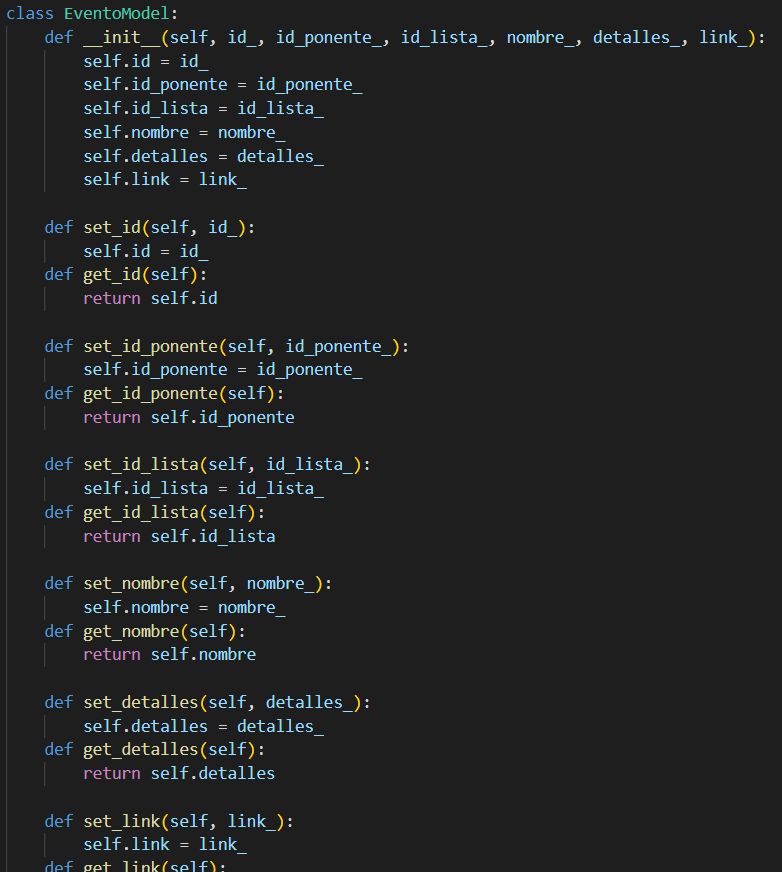 class EventoModel:
    def __init__(self, id_, id_ponente_, id_lista_, nombre_, detalles_, link_):
        self.id = id_
        self.id_ponente = id_ponente_
        self.id_lista = id_lista_
        self.nombre = nombre_
        self.detalles = detalles_
        self.link = link_

    def set_id(self, id_):
        self.id = id_
    def get_id(self):
        return self.id

    def set_id_ponente(self, id_ponente_):
        self.id_ponente = id_ponente_
    def get_id_ponente(self):
        return self.id_ponente

    def set_id_lista(self, id_lista_):
        self.id_lista = id_lista_
    def get_id_lista(self):
        return self.id_lista

    def set_nombre(self, nombre_):
        self.nombre = nombre_
    def get_nombre(self):
        return self.nombre

    def set_detalles(self, detalles_):
        self.detalles = detalles_
    def get_detalles(self):
        return self.detalles

    def set_link(self, link_):
        self.link = link_
    def get_link(self):